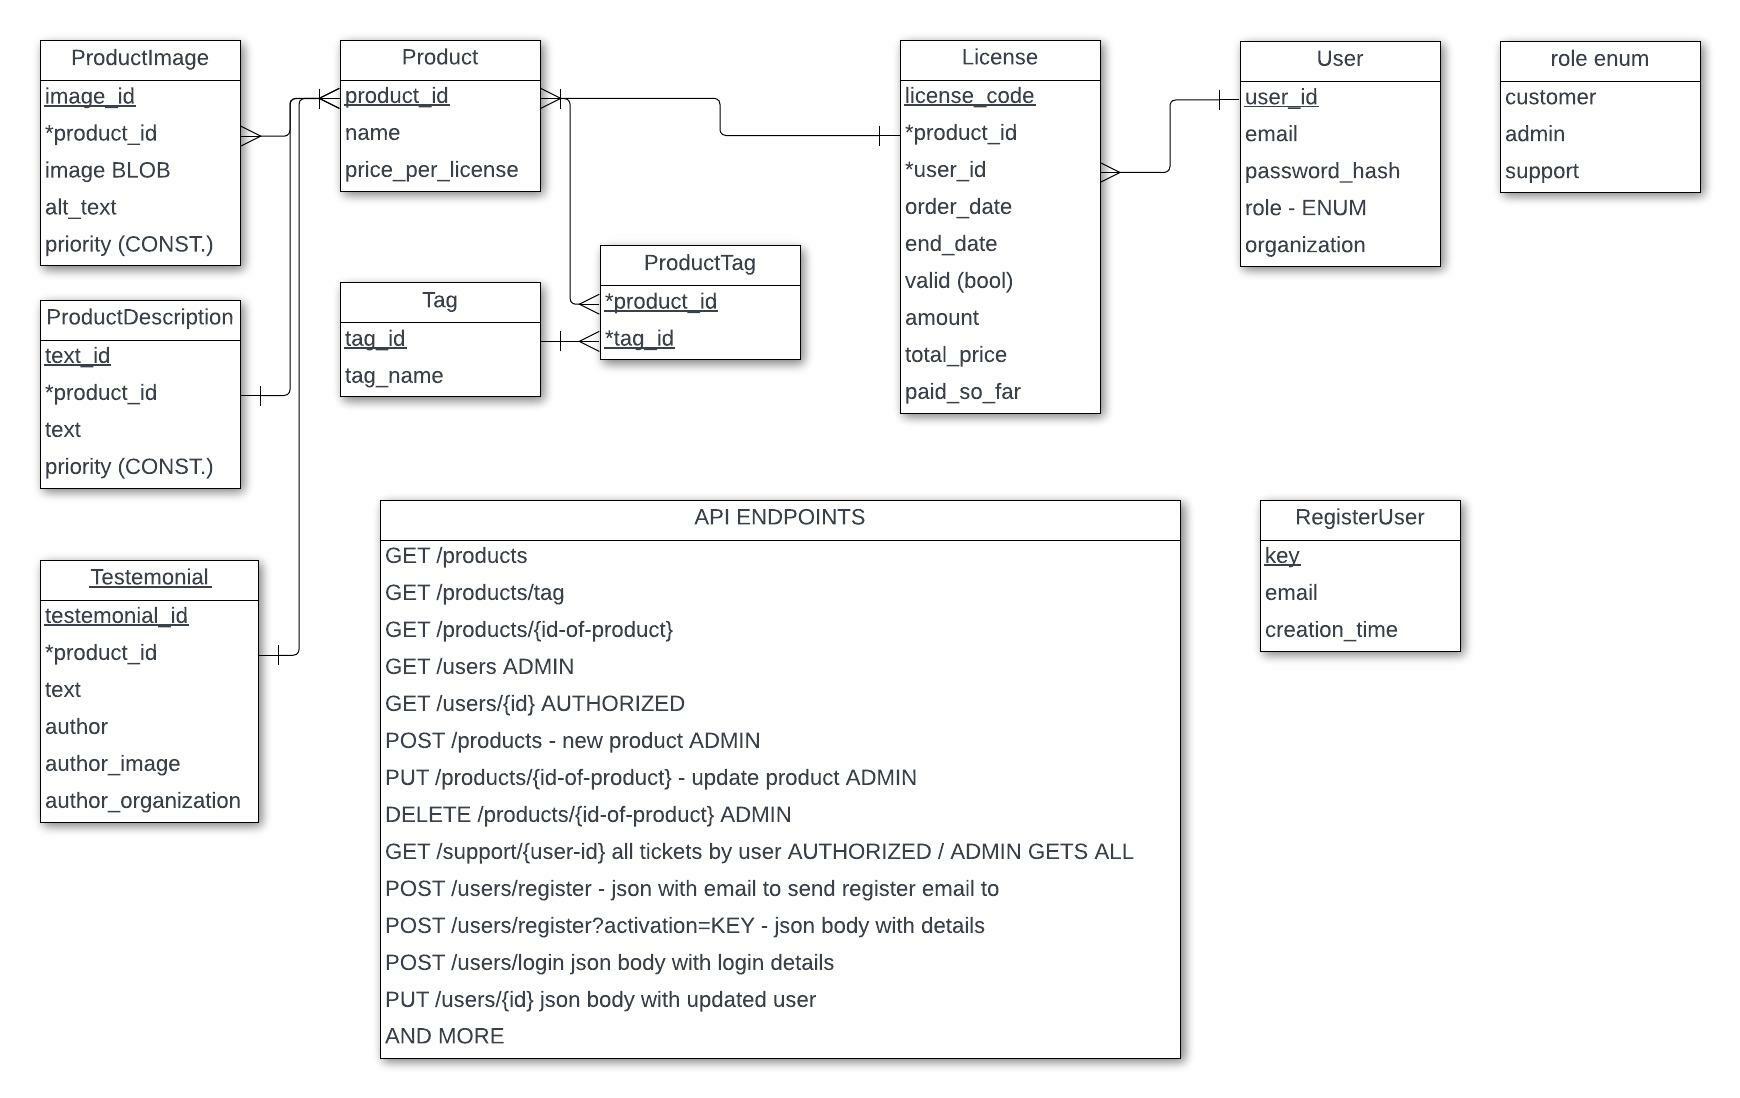 ProductImage
image_id
*product_id
image BLOB
alt_text
priority (CONST.)
Product
product_id
name
price_per_license
License
license_code
*product_id
*user_id
order_date
end_date
valid (bool)
amount
total_price
paid_so_far
User
user_id
email
password_hash
role - ENUM
organization
role enum
customer
admin
support
ProductDescription
text_id
*product_id
text
priority (CONST.)
Tag
tag_id
tag_name
ProductTag
*product_id
*tag_id
Testemonial
testemonial_id
*product_id
text
author
author_image
author_organization
API ENDPOINTS
GET /products
GET /products/tag
GET /products/{id-of-product}
GET /users ADMIN
GET /users/{id} AUTHORIZED
POST /products - new product ADMIN
PUT /products/{id-of-product} - update product ADMIN
DELETE /products/{id-of-product} ADMIN
GET /support/{user-id} all tickets by user AUTHORIZED / ADMIN GETS ALL
POST /users/register - json with email to send register email to
POST /users/register?activation=KEY - json body with details
POST /users/login json body with login details
PUT /users/{id} json body with updated user
AND MORE
RegisterUser
key
email
creation_time